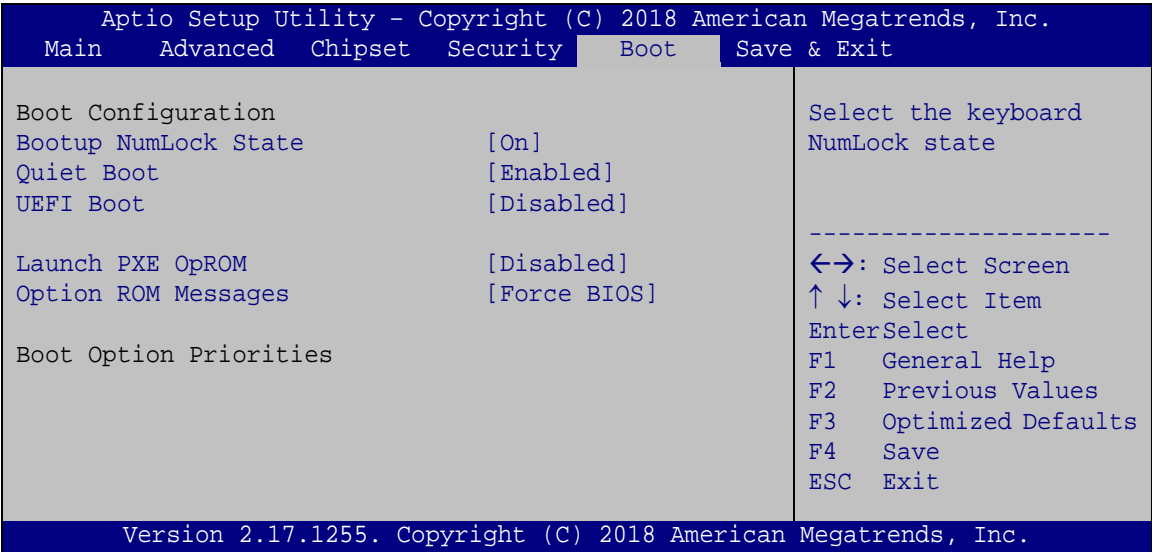 Aptio Setup Utility – Copyright (C) 2018 American Megatrends, Inc.
Main Advanced Chipset Security Boot Save & Exit
Boot Configuration
Bootup NumLock State [On]
Quiet Boot [Enabled]
UEFI Boot [Disabled]
Launch PXE OpROM [Disabled]
Option ROM Messages [Force BIOS]
Boot Option Priorities
Select the keyboard
NumLock state
---------------------
←→: Select Screen
↑ ↓: Select Item
EnterSelect
F1 General Help
F2 Previous Values
F3 Optimized Defaults
F4 Save
ESC Exit
Version 2.17.1255. Copyright (C) 2018 American Megatrends, Inc.